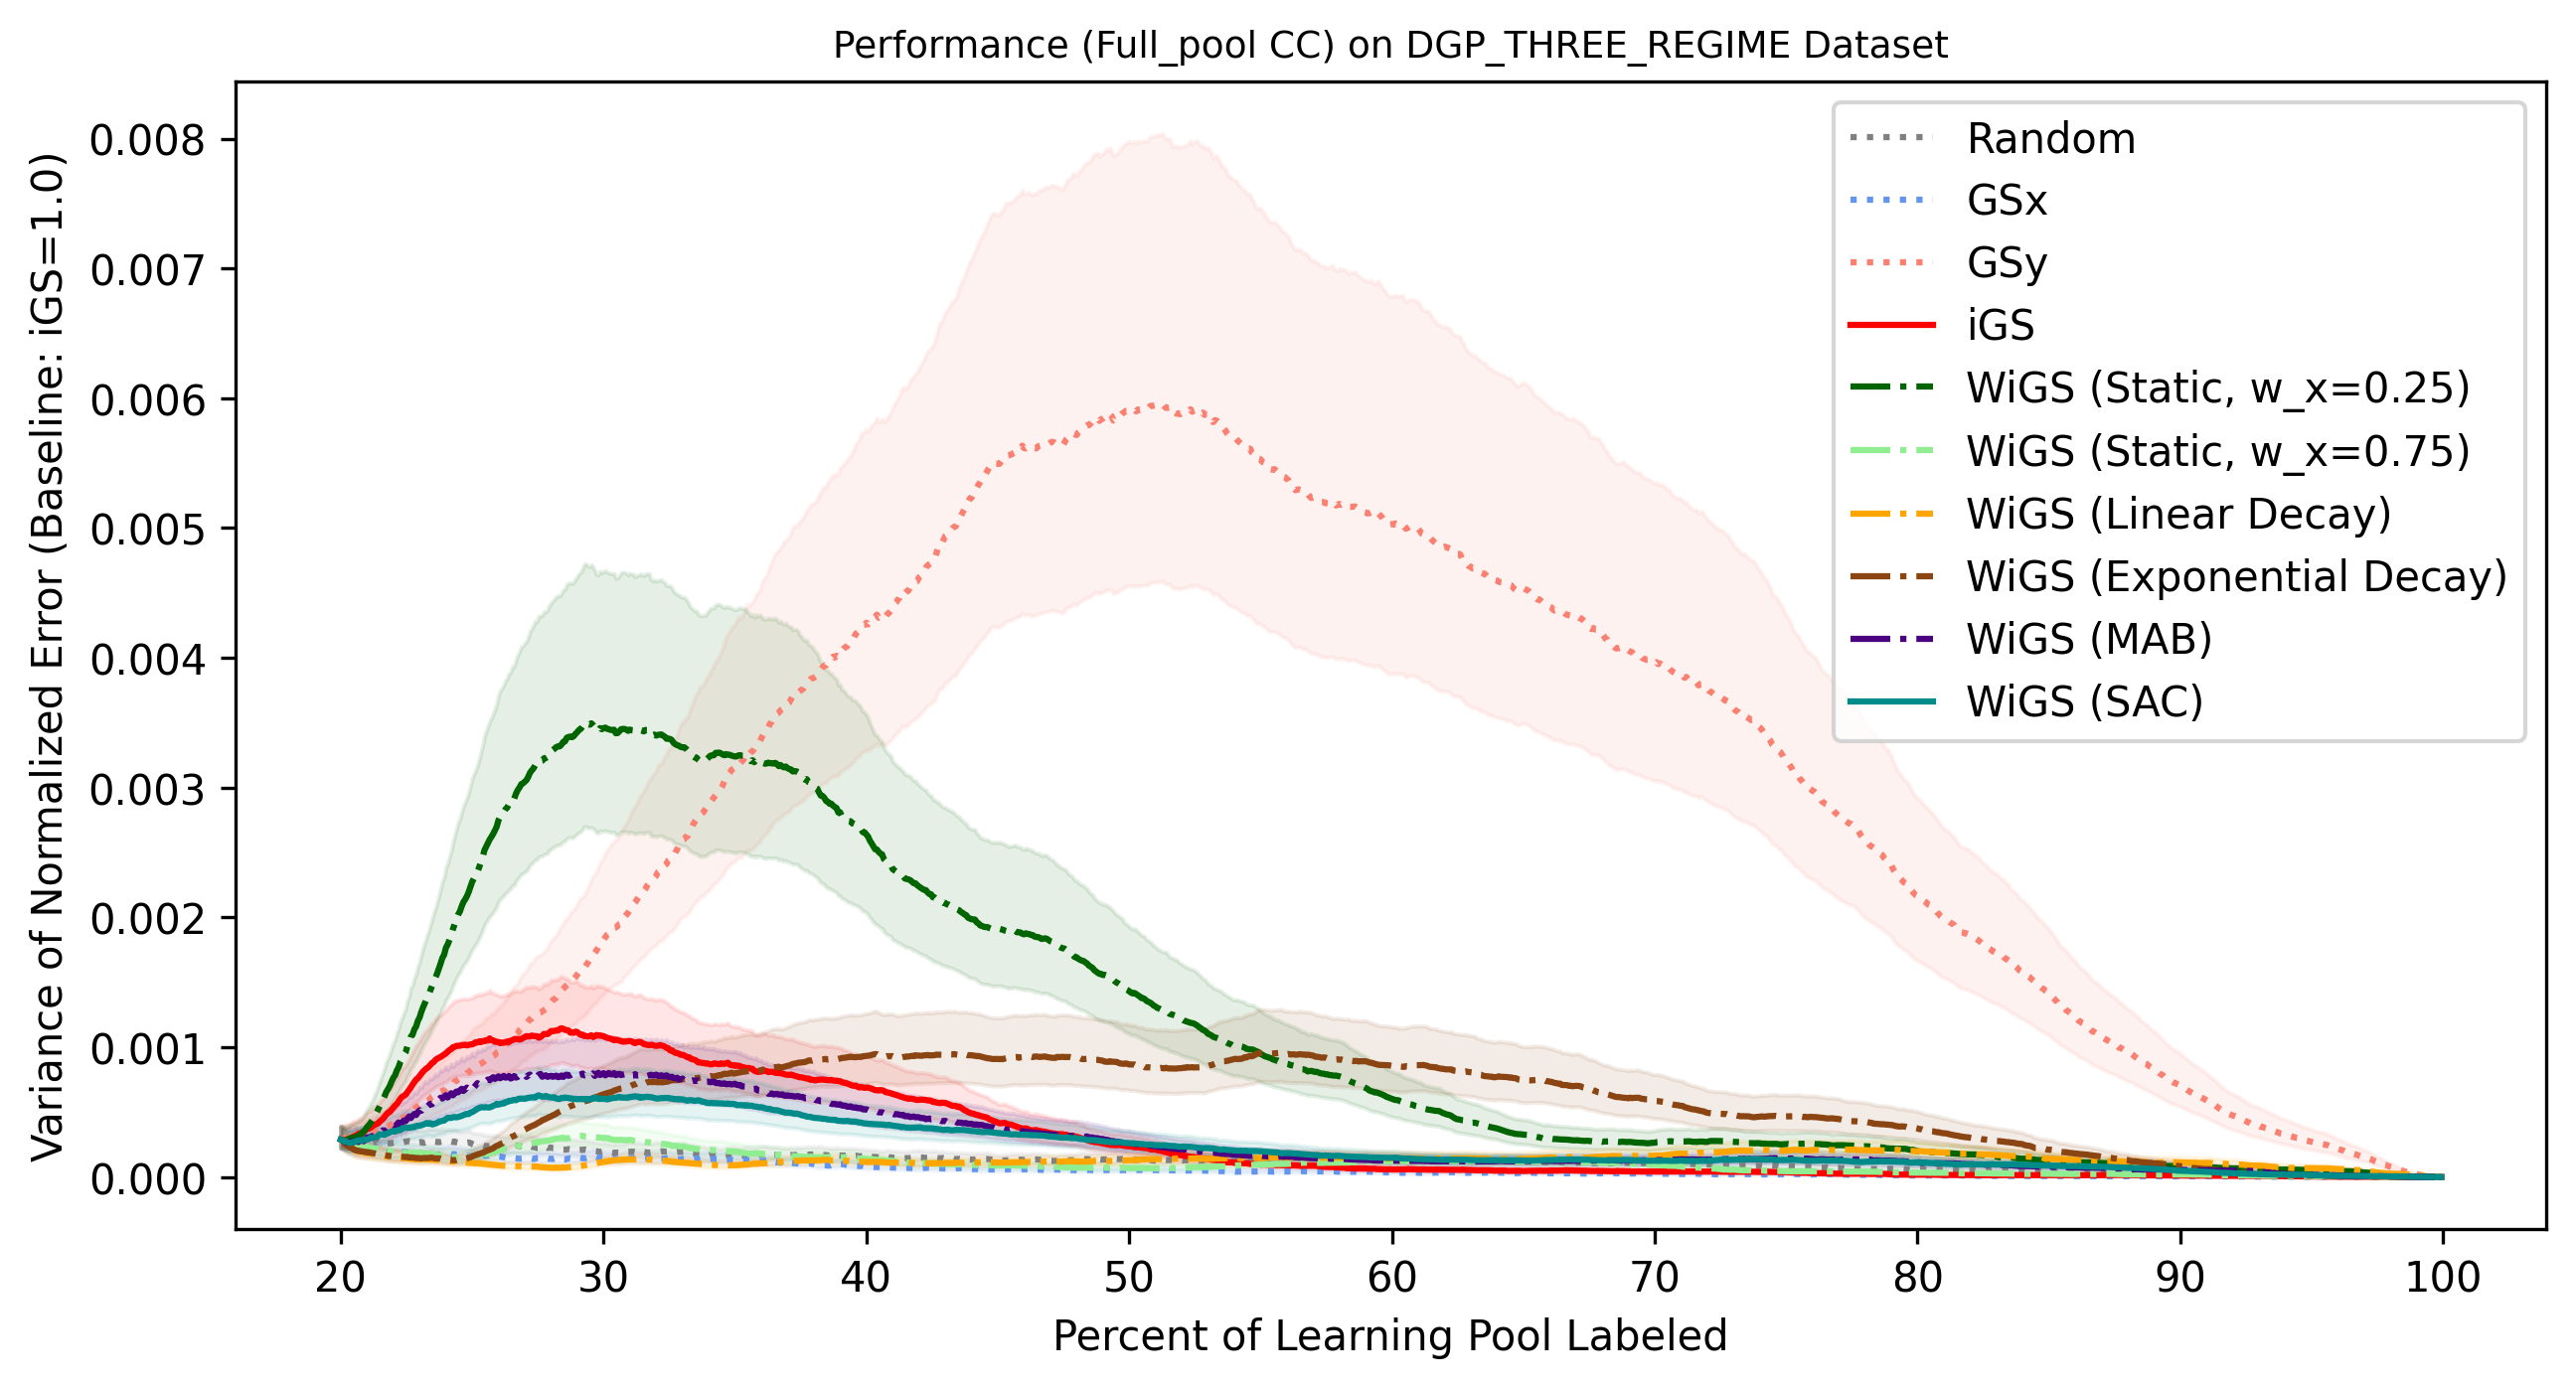 Performance (Full_pool CC) on DGP_THREE_REGIME Dataset
Variance of Normalized Error (Baseline: iGS=1.0)
0.008
0.007
0.006
0.005
0.004
0.003
0.002
0.001
0.000
Random
GSx
GSy
iGS
WiGS (Static, w_x=0.25)
WiGS (Static, w_x=0.75)
WiGS (Linear Decay)
WiGS (Exponential Decay)
WiGS (MAB)
WiGS (SAC)
20 30 40 50 60 70 80 90 100
Percent of Learning Pool Labeled